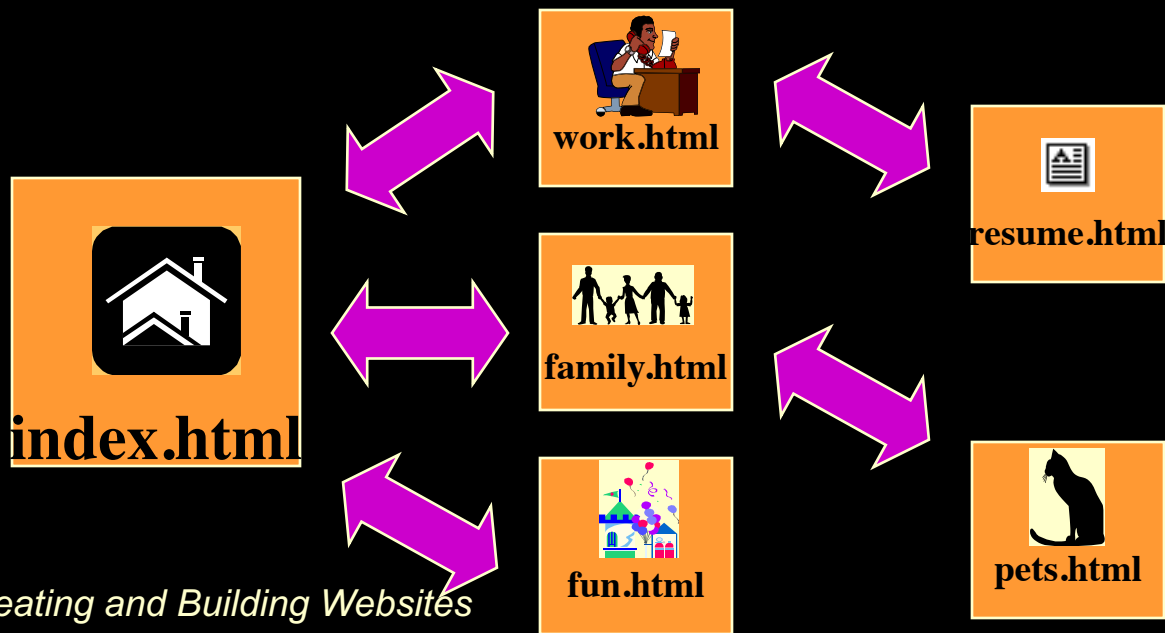 work.html
resume.html
index.html
family.html
fun.html
pets.html
eating and Building Websites